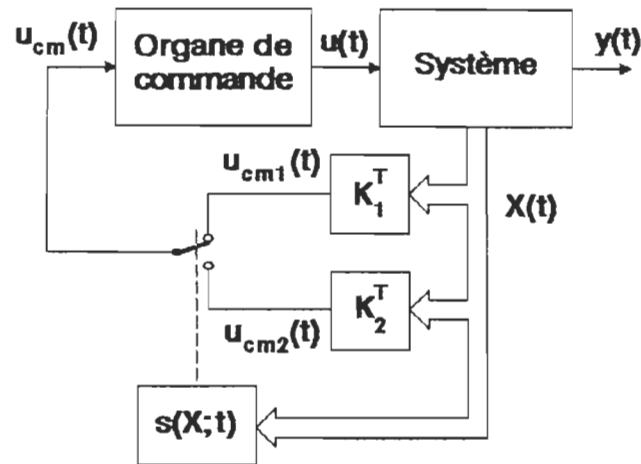 u_cm(t)
Organe de
commande
u(t)
Système
y(t)
u_cm1(t)
K_1^T
X(t)
K_2^T
u_cm2(t)
s(X;t)